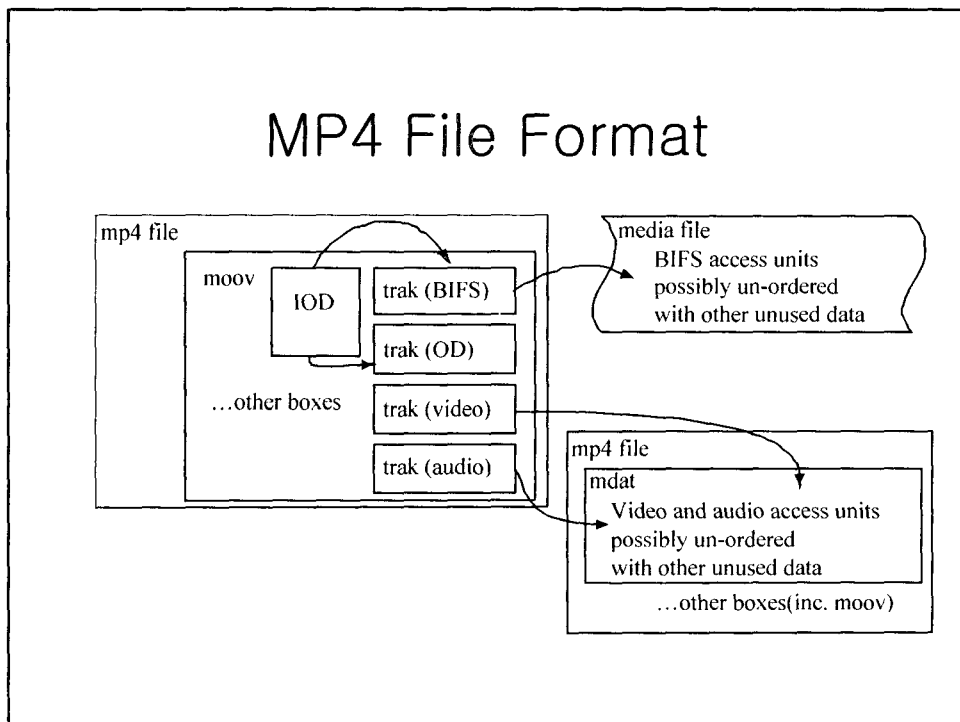 MP4 File Format
mp4 file
moov
IOD
trak (BIFS)
trak (OD)
...other boxes
trak (video)
trak (audio)
media file
BIFS access units
possibly un-ordered
with other unused data
mp4 file
mdat
Video and audio access units
possibly un-ordered
with other unused data
...other boxes(inc. moov)